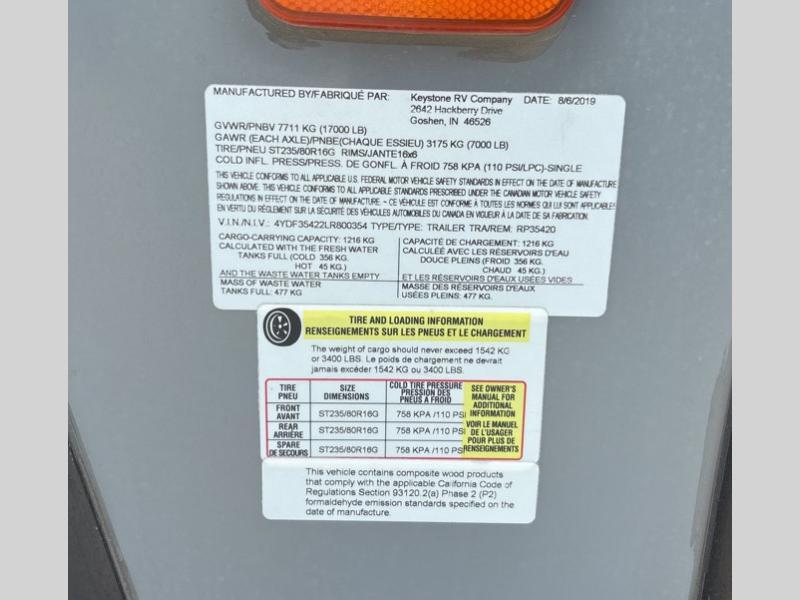 MANUFACTURED BY/FABRIQUÉ PAR: Keystone RV Company DATE: 8/6/2019
2642 Hackberry Drive
Goshen, IN 46526
GVWR/PNBV 7711 KG (17000 LB)
GAWR (EACH AXLE)/PNBE(CHAQUE ESSIEU) 3175 KG (7000 LB)
TIRE/PNEU ST235/80R16G RIMS/JANTE16x6
COLD INFL. PRESS/PRESS. DE GONFL. À FROID 758 KPA (110 PSI/LPC)-SINGLE
THIS VEHICLE CONFORMS TO ALL APPLICABLE U.S. FEDERAL MOTOR VEHICLE SAFETY STANDARDS IN EFFECT ON THE DATE OF MANUFACTURE
SHOWN ABOVE. THIS VEHICLE CONFORMS TO ALL APPLICABLE STANDARDS PRESCRIBED UNDER THE CANADIAN MOTOR VEHICLE SAFETY
REGULATIONS IN EFFECT ON THE DATE OF MANUFACTURE. ~ CE VÉHICULE EST CONFORME À TOUTES LES NORMES QUI LUI SONT APPLICABLES
EN VERTU DU RÉGLEMENT SUR LA SÉCURITÉ DES VÉHICULES AUTOMOBILES DU CANADA EN VIGUEUR À LA DATE DE SA FABRICATION.
V.I.N./N.I.V.: 4YDF35422LR800354 TYPE/TYPE: TRAILER TRA/REM: RP35420
CARGO-CARRYING CAPACITY: 1216 KG
CALCULATED WITH THE FRESH WATER
TANKS FULL (COLD 356 KG.
HOT 45 KG.)
AND THE WASTE WATER TANKS EMPTY
MASS OF WASTE WATER
TANKS FULL: 477 KG
CAPACITÉ DE CHARGEMENT: 1216 KG
CALCULÉE AVEC LES RÉSERVOIRS D'EAU
DOUCE PLEINS (FROID 356 KG.
CHAUD 45 KG.)
ET LES RÉSERVOIRS D'EAUX USÉES VIDES
MASSE DES RÉSERVOIRS D'EAUX
USÉES PLEINS: 477 KG.
TIRE AND LOADING INFORMATION
RENSEIGNEMENTS SUR LES PNEUS ET LE CHARGEMENT
The weight of cargo should never exceed 1542 KG
or 3400 LBS. Le poids de chargement ne devrait
jamais excéder 1542 KG ou 3400 LBS.
TIRE
PNEU
SIZE
DIMENSIONS
COLD TIRE PRESSURE
PRESSION DES
PNEUS A FROID
FRONT
AVANT
ST235/80R16G
758 KPA /110 PSI
REAR
ARRIÈRE
ST235/80R16G
758 KPA /110 PSI
SPARE
DE SECOURS
ST235/80R16G
758 KPA /110 PSI
SEE OWNER'S
MANUAL FOR
ADDITIONAL
INFORMATION
VOIR LE MANUEL
DE L'USAGER
POUR PLUS DE
RENSEIGNEMENTS
This vehicle contains composite wood products
that comply with the applicable California Code of
Regulations Section 93120.2(a) Phase 2 (P2)
formaldehyde emission standards specified on the
date of manufacture.